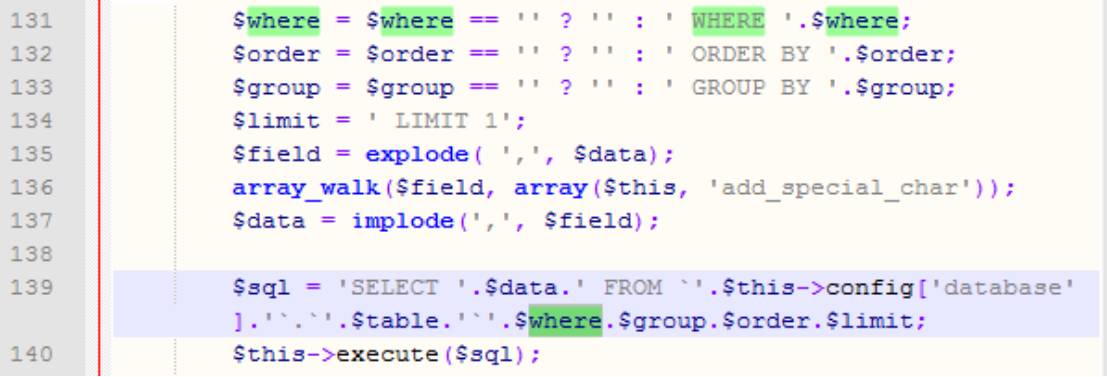 131 $where = $where == '' ? '' : ' WHERE '.$where;
132 $order = $order == '' ? '' : ' ORDER BY '.$order;
133 $group = $group == '' ? '' : ' GROUP BY '.$group;
134 $limit = ' LIMIT 1';
135 $field = explode( ',', $data);
136 array_walk($field, array($this, 'add_special_char'));
137 $data = implode(',', $field);
138
139 $sql = 'SELECT '.$data.' FROM `'.$this->config['database'
].'`.`'.$table.'`'.$where.$group.$order.$limit;
140 $this->execute($sql);